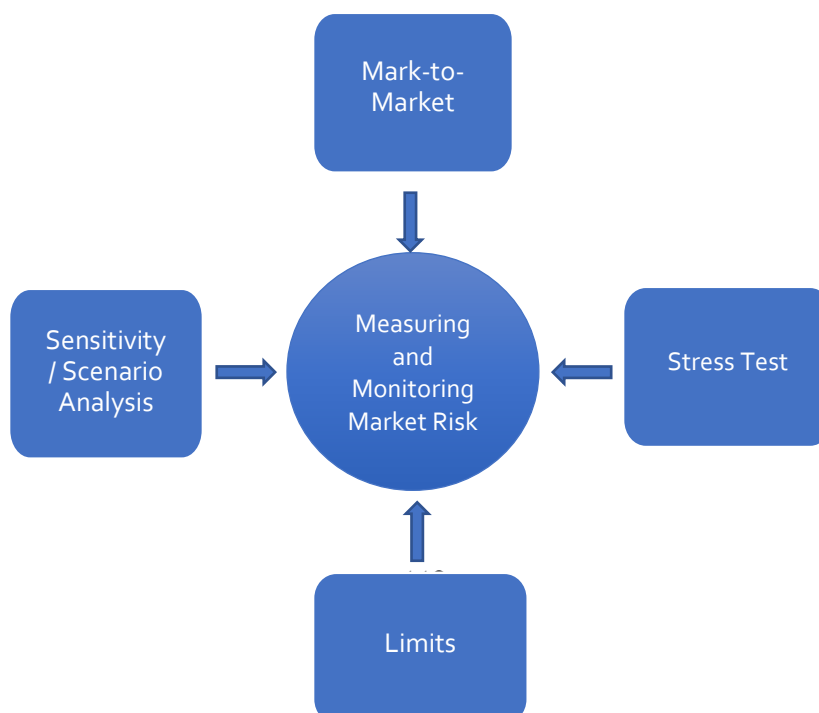 Mark-to-
Market
Sensitivity
/ Scenario
Analysis
Measuring
and
Monitoring
Market Risk
Stress Test
Limits